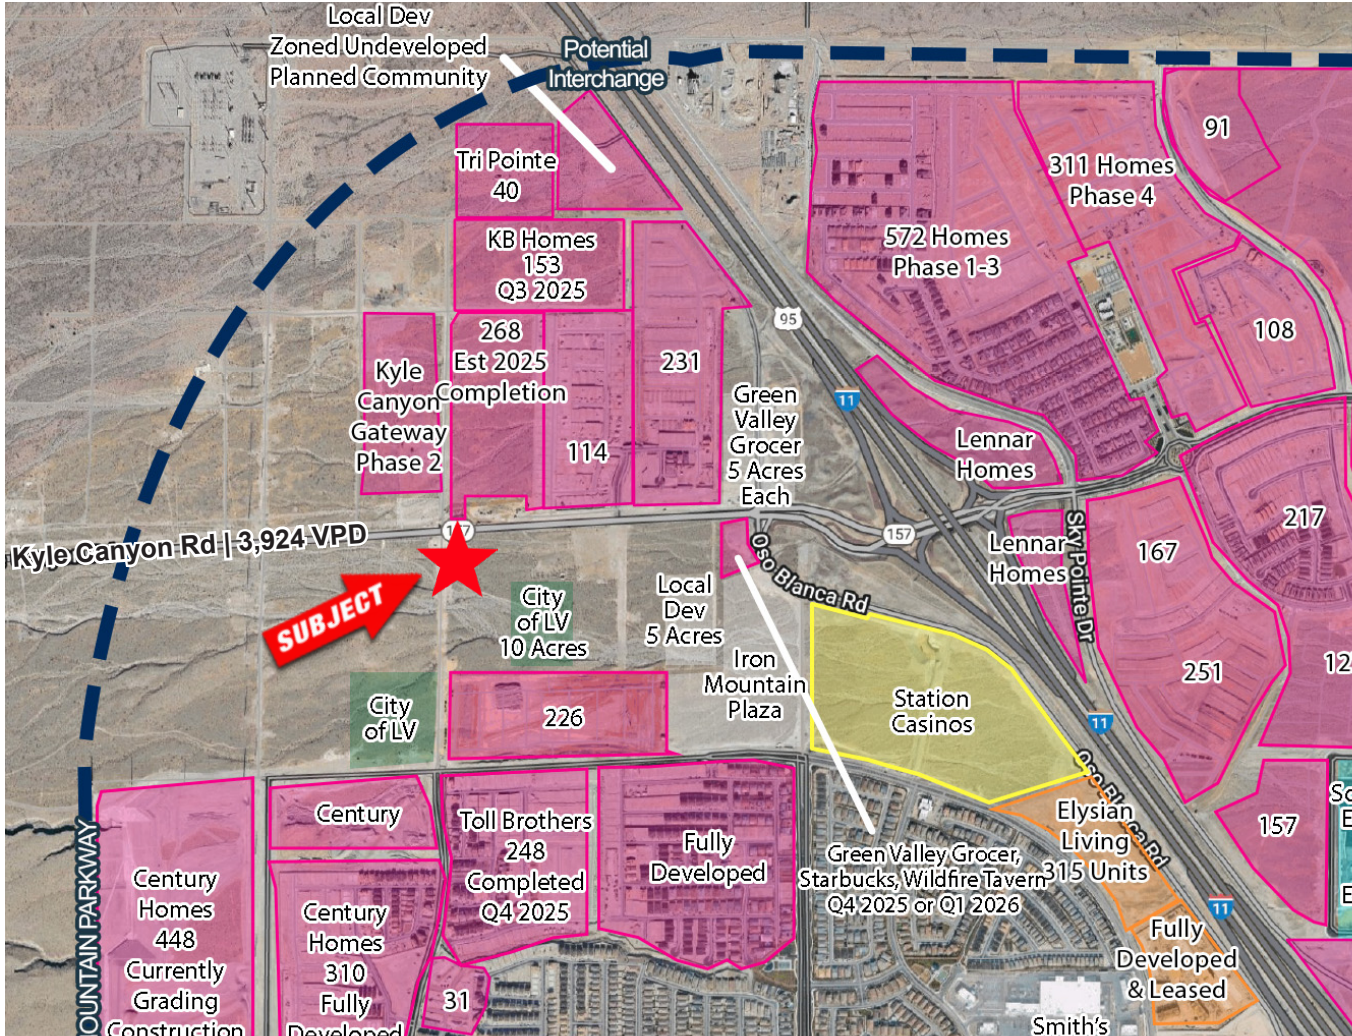 Local Dev
Zoned Undeveloped
Planned Community
Potential
Interchange
Tri Pointe
40
91
311 Homes
Phase 4
KB Homes
153
Q3 2025
572 Homes
Phase 1-3
95
268
Est 2025
Completion
231
108
Kyle
Canyon
Gateway
Phase 2
Green
Valley
Grocer
5 Acres
Each
11
114
Lennar
Homes
217
Kyle Canyon Rd | 3,924 VPD
157
Lennar
Homes
Sky Pointe Dr
167
Oso Blanca Rd
SUBJECT
City
of LV
10 Acres
Local
Dev
5 Acres
Iron
Mountain
Plaza
251
City
of LV
226
Station
Casinos
11
Oso Blanca Rd
Century
Toll Brothers
248
Completed
Q4 2025
Fully
Developed
Elysian
Living
315 Units
157
Green Valley Grocer,
Starbucks, Wildfire Tavern
Q4 2025 or Q1 2026
MOUNTAIN PARKWAY
Century
Homes
448
Currently
Grading
Construction
Century
Homes
310
Fully
Developed
31
11
Fully
Developed
& Leased
Smith's